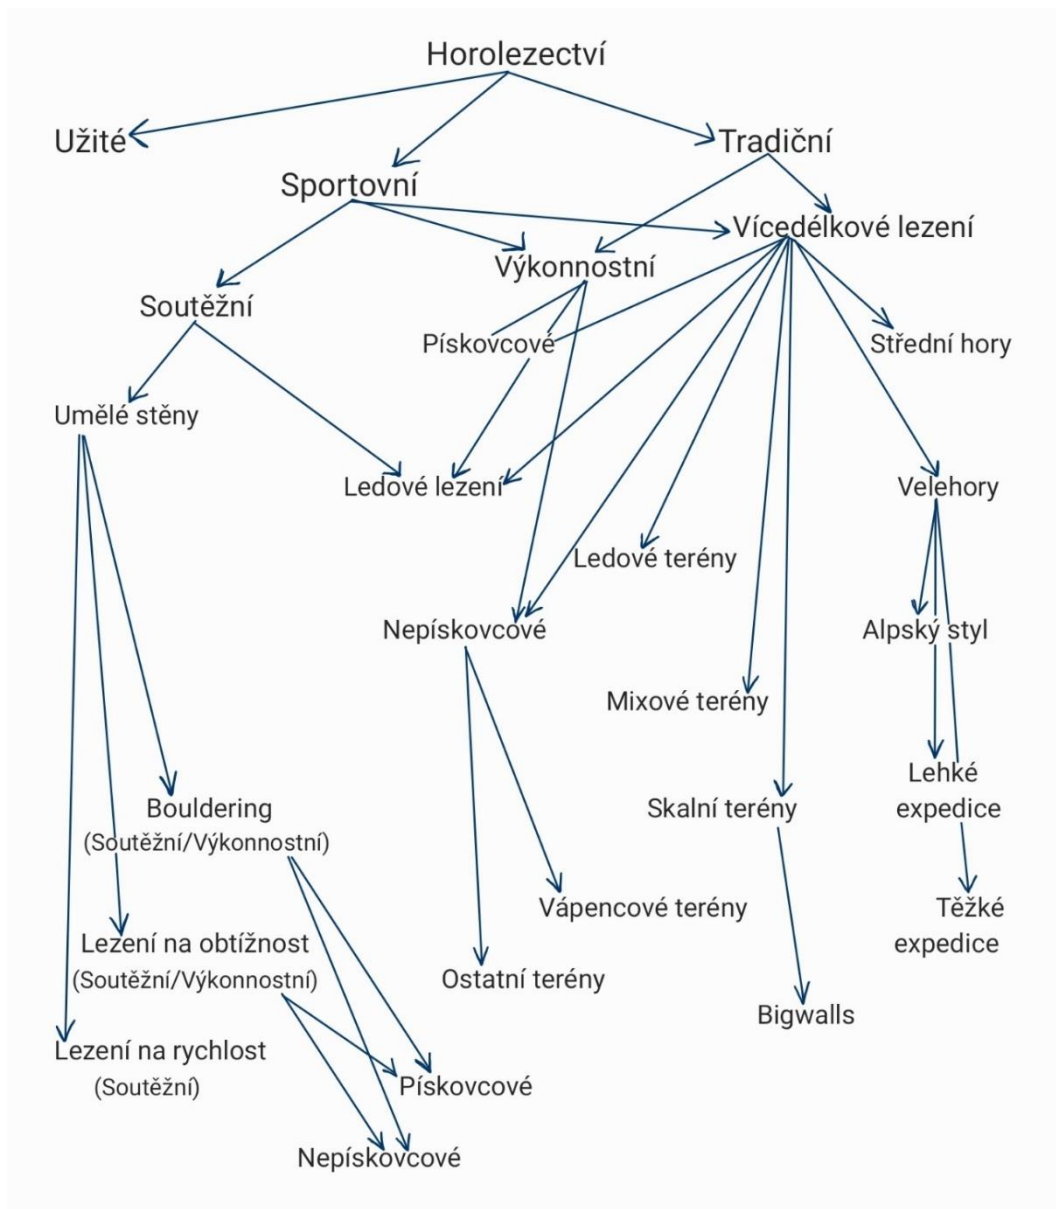 Horolezectví
Užité
Tradiční
Sportovní
Vícedélkové lezení
Výkonnostní
Soutěžní
Pískovcové
Střední hory
Umělé stěny
Ledové lezení
Velehory
Ledové terény
Nepískovcové
Alpský styl
Mixové terény
Lehké
expedice
Bouldering
(Soutěžní/Výkonnostní)
Skalní terény
Vápencové terény
Těžké
expedice
Lezení na obtížnost
(Soutěžní/Výkonnostní)
Ostatní terény
Bigwalls
Lezení na rychlost
(Soutěžní)
Pískovcové
Nepískovcové